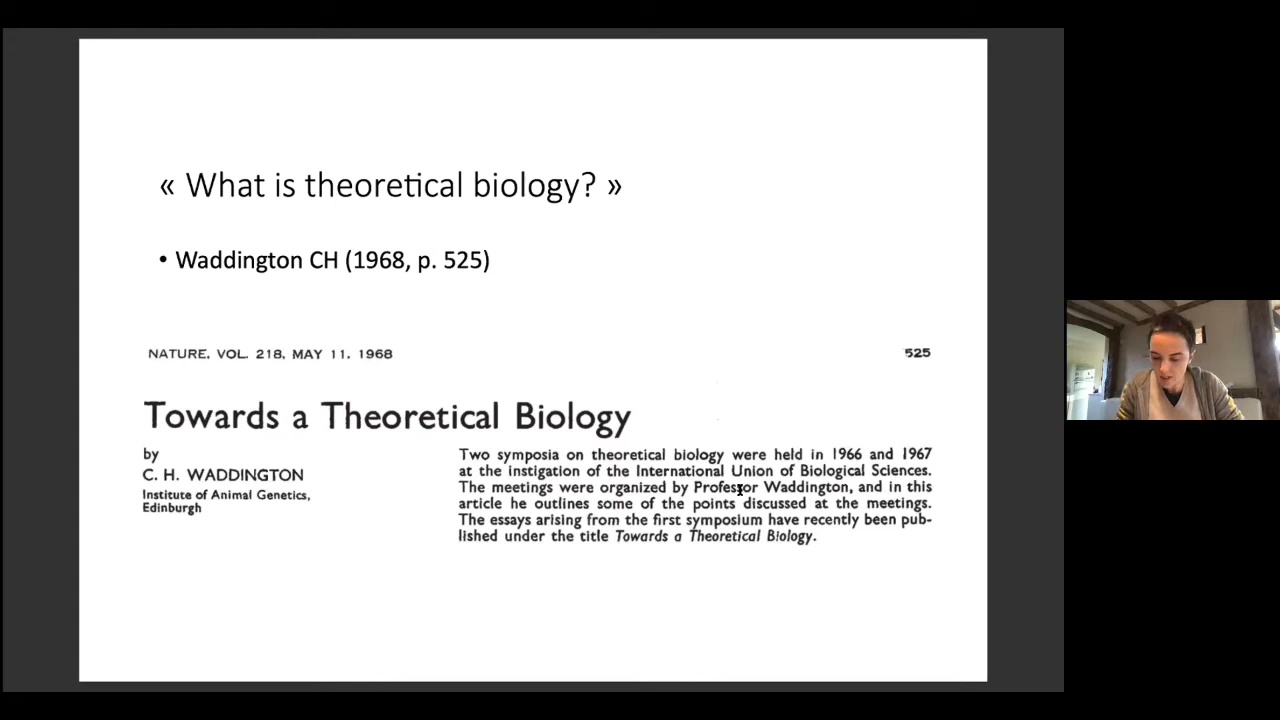 « What is theoretical biology? »
• Waddington CH (1968, p. 525)
NATURE. VOL. 218, MAY 11, 1968 525
Towards a Theoretical Biology
by
C. H. WADDINGTON
Institute of Animal Genetics,
Edinburgh
Two symposia on theoretical biology were held in 1966 and 1967
at the instigation of the International Union of Biological Sciences.
The meetings were organized by Professor Waddington, and in this
article he outlines some of the points discussed at the meetings.
The essays arising from the first symposium have recently been pub-
lished under the title Towards a Theoretical Biology.